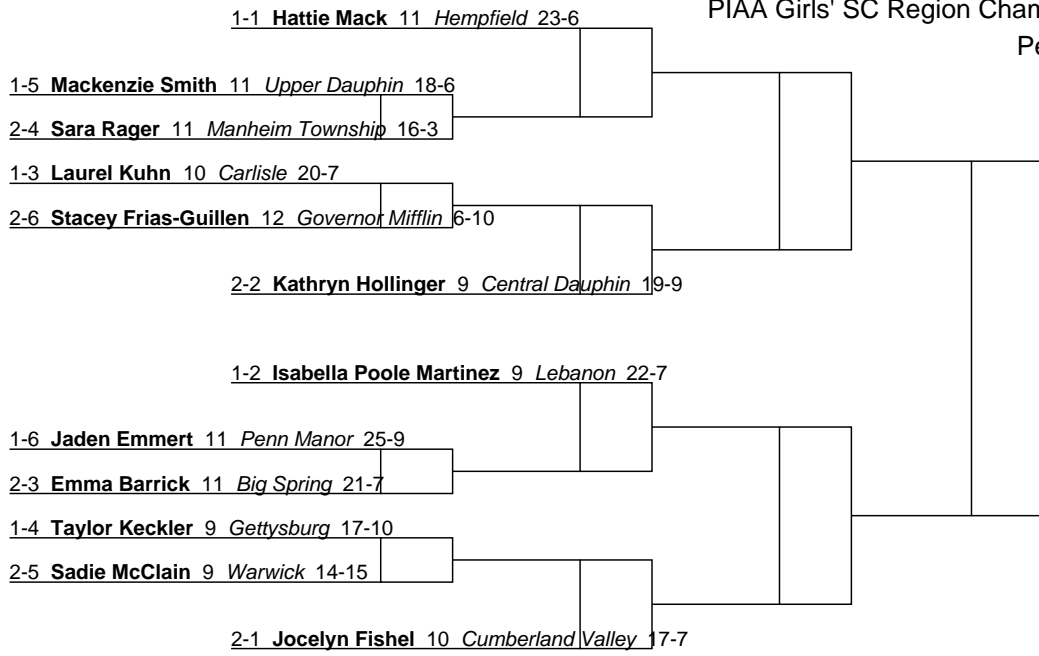 PIAA Girls' SC Region Cham
Pe
1-1 Hattie Mack 11 Hempfield 23-6
1-5 Mackenzie Smith 11 Upper Dauphin 18-6
2-4 Sara Rager 11 Manheim Township 16-3
1-3 Laurel Kuhn 10 Carlisle 20-7
2-6 Stacey Frias-Guillen 12 Governor Mifflin 6-10
2-2 Kathryn Hollinger 9 Central Dauphin 19-9
1-2 Isabella Poole Martinez 9 Lebanon 22-7
1-6 Jaden Emmert 11 Penn Manor 25-9
2-3 Emma Barrick 11 Big Spring 21-7
1-4 Taylor Keckler 9 Gettysburg 17-10
2-5 Sadie McClain 9 Warwick 14-15
2-1 Jocelyn Fishel 10 Cumberland Valley 17-7